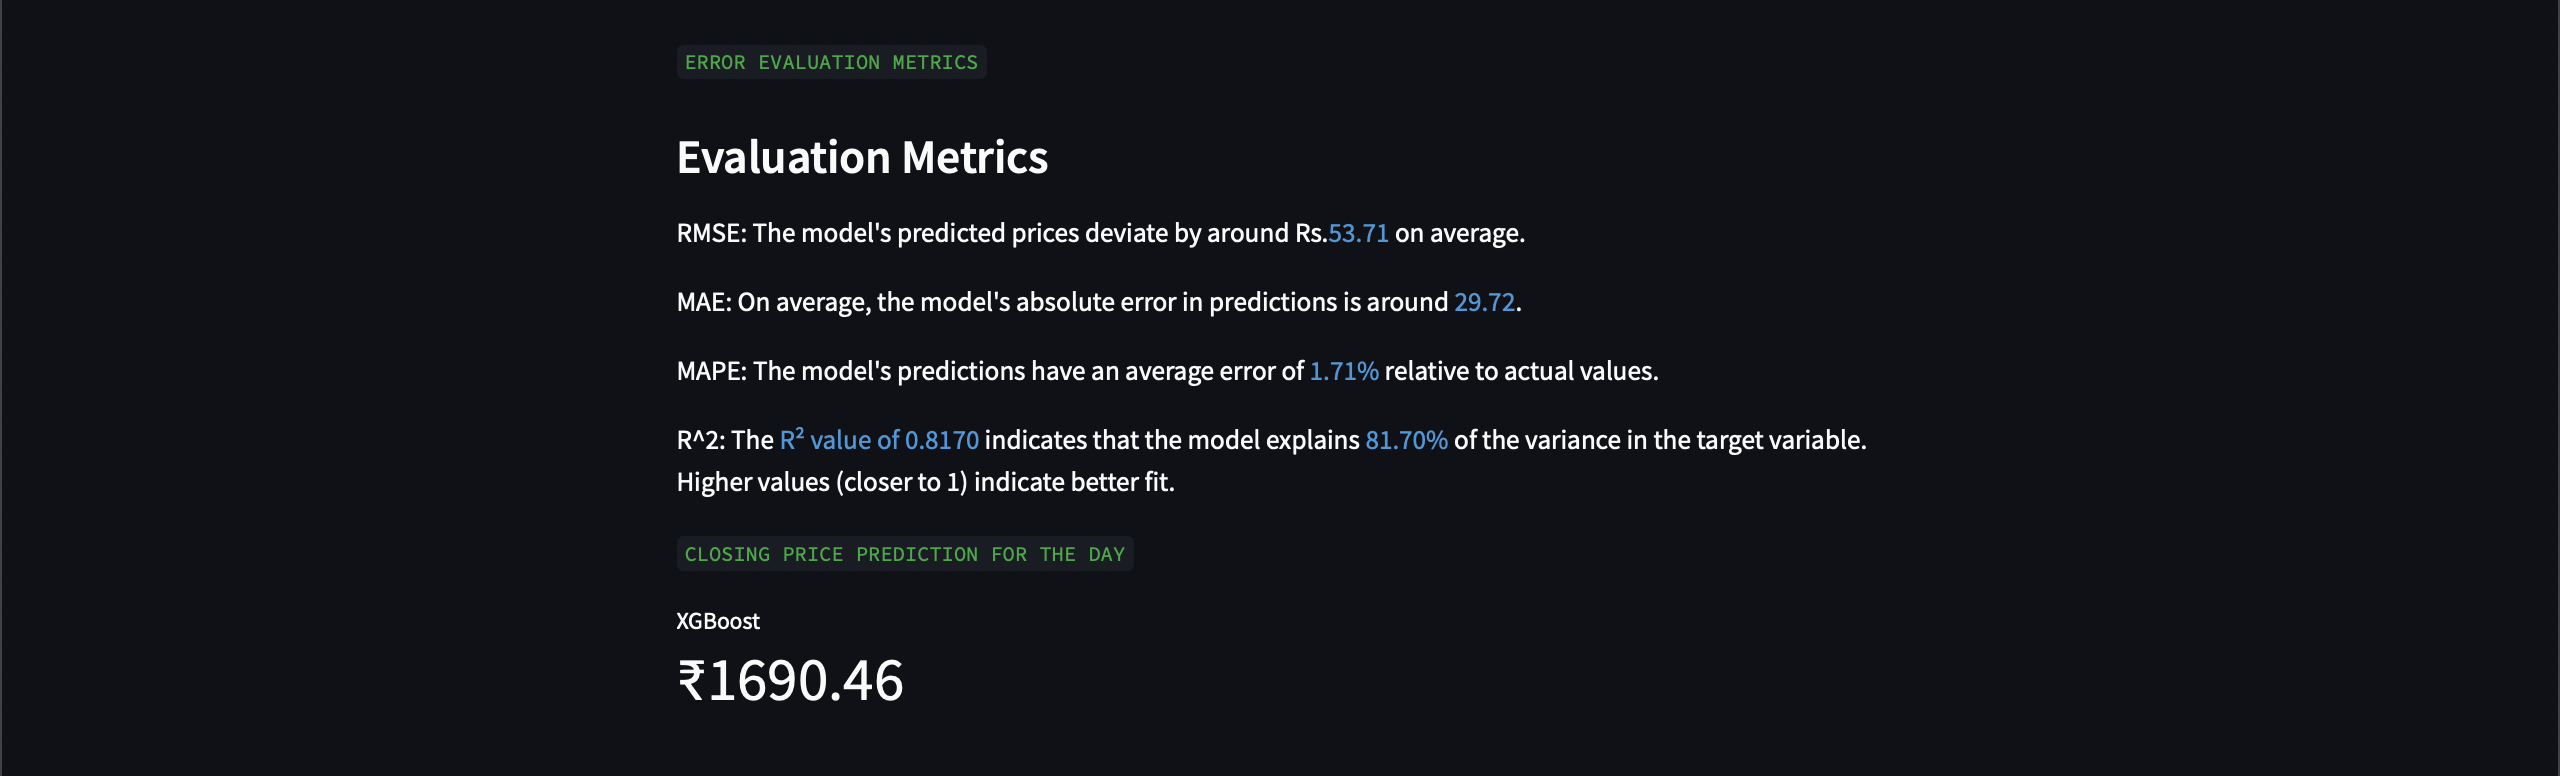 ERROR EVALUATION METRICS
Evaluation Metrics
RMSE: The model's predicted prices deviate by around Rs.53.71 on average.
MAE: On average, the model's absolute error in predictions is around 29.72.
MAPE: The model's predictions have an average error of 1.71% relative to actual values.
R^2: The R² value of 0.8170 indicates that the model explains 81.70% of the variance in the target variable.
Higher values (closer to 1) indicate better fit.
CLOSING PRICE PREDICTION FOR THE DAY
XGBoost
₹1690.46